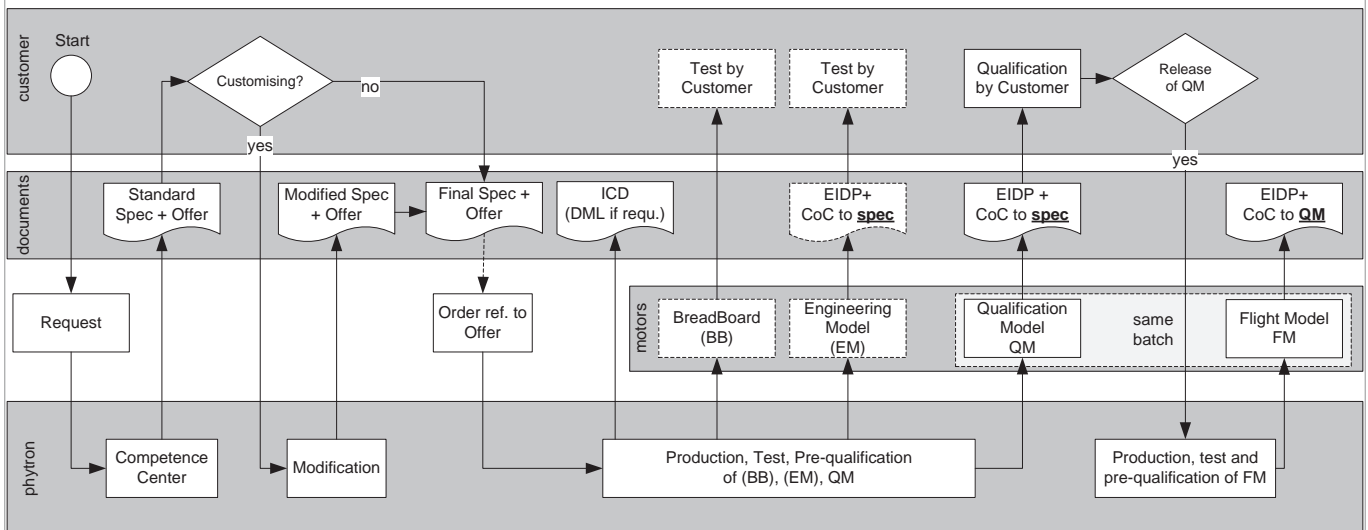 customer
Start
Customising?
no
yes
Test by
Customer
Test by
Customer
Qualification
by Customer
Release
of QM
yes
documents
Standard
Spec + Offer
Modified Spec
+ Offer
Final Spec +
Offer
ICD
(DML if requ.)
EIDP+
CoC to spec
EIDP +
CoC to spec
EIDP+
CoC to QM
Request
Order ref. to
Offer
motors
BreadBoard
(BB)
Engineering
Model
(EM)
Qualification
Model
QM
same
batch
Flight Model
FM
phytron
Competence
Center
Modification
Production, Test, Pre-qualification
of (BB), (EM), QM
Production, test and
pre-qualification of FM